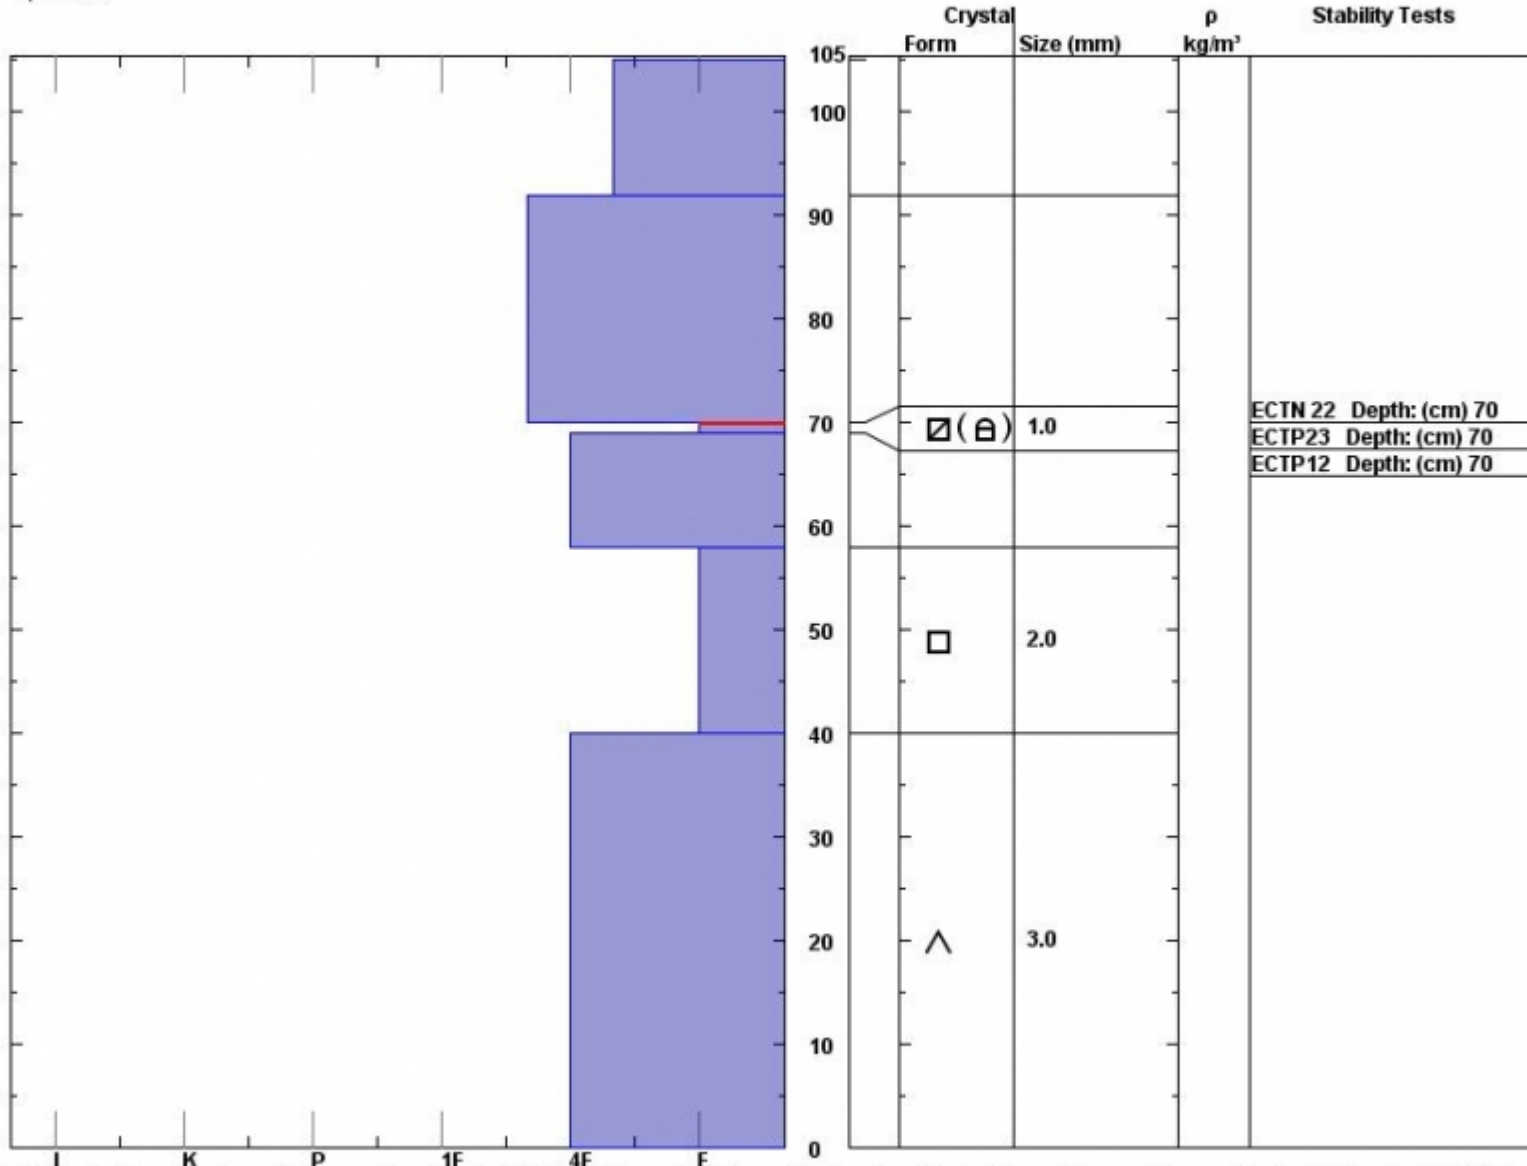 Crystal ρ Stability Tests
Form Size (mm) kg/m³
105
100
90
80
70 1.0 ECTN 22 Depth: (cm) 70
ECTP23 Depth: (cm) 70
ECTP12 Depth: (cm) 70
60
50 2.0
40
30
20 3.0
10
0
I K P 1F 4F F